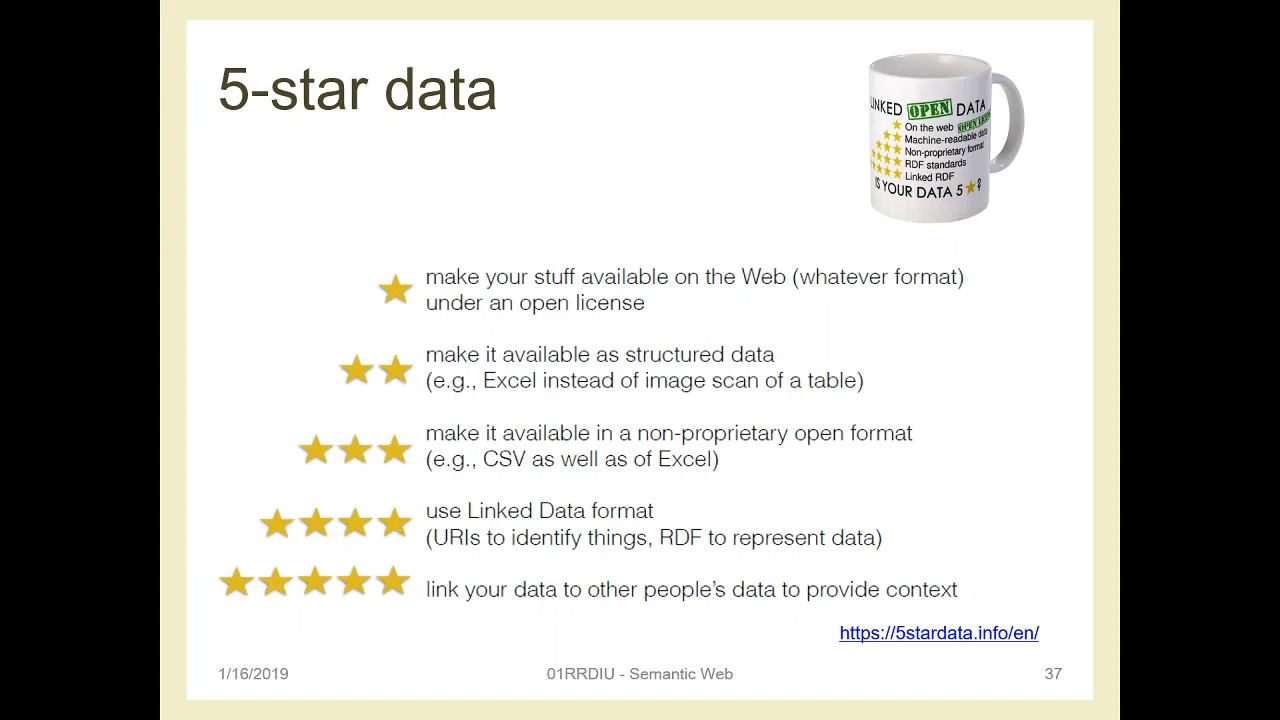 5-star data
LINKED OPEN DATA
On the web OPEN
Machine-readable data
Non-proprietary format
RDF standards
Linked RDF
IS YOUR DATA 5 ?
make your stuff available on the Web (whatever format)
under an open license
make it available as structured data
(e.g., Excel instead of image scan of a table)
make it available in a non-proprietary open format
(e.g., CSV as well as of Excel)
use Linked Data format
(URIs to identify things, RDF to represent data)
link your data to other people's data to provide context
https://5stardata.info/en/
1/16/2019
01RRDIU - Semantic Web
37